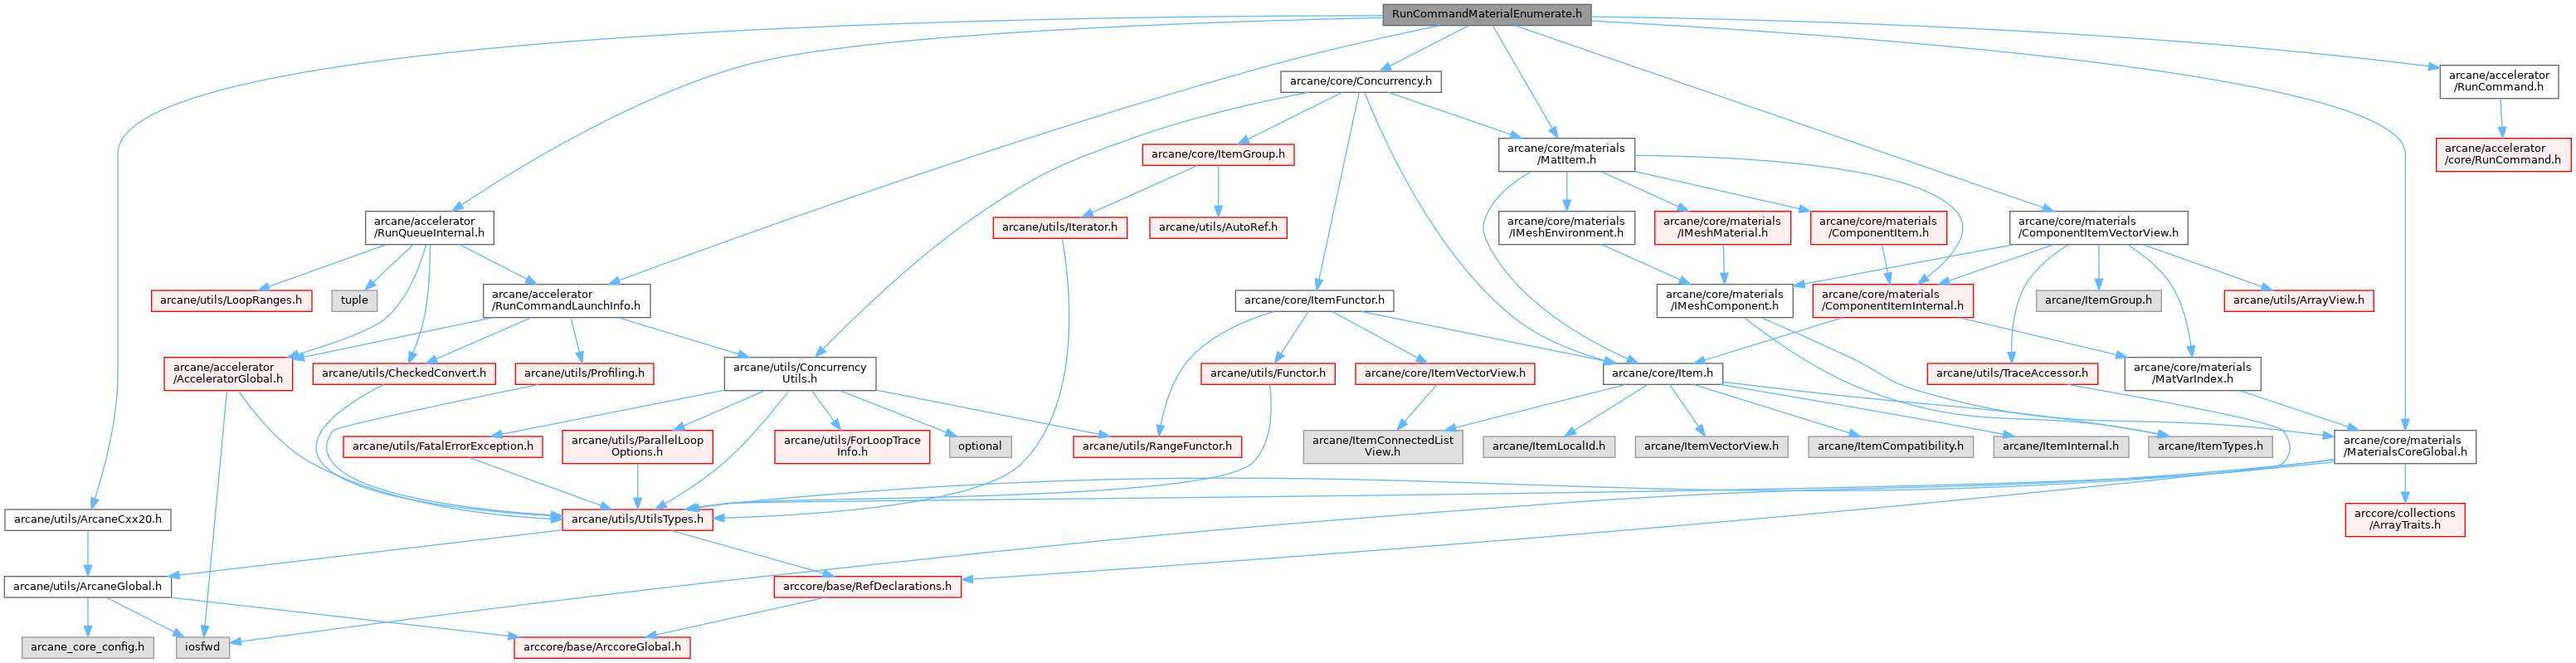 RunCommandMaterialEnumerate.h
arcane/core/Concurrency.h
arcane/accelerator
/RunCommand.h
arcane/core/ItemGroup.h
arcane/core/materials
/MatItem.h
arcane/accelerator
/core/RunCommand.h
arcane/accelerator
/RunQueueInternal.h
arcane/utils/Iterator.h
arcane/utils/AutoRef.h
arcane/core/materials
/IMeshEnvironment.h
arcane/core/materials
/IMeshMaterial.h
arcane/core/materials
/ComponentItem.h
arcane/core/materials
/ComponentItemVectorView.h
arcane/utils/LoopRanges.h
tuple
arcane/accelerator
/RunCommandLaunchInfo.h
arcane/core/ItemFunctor.h
arcane/core/materials
/IMeshComponent.h
arcane/core/materials
/ComponentItemInternal.h
arcane/ItemGroup.h
arcane/utils/ArrayView.h
arcane/accelerator
/AcceleratorGlobal.h
arcane/utils/CheckedConvert.h
arcane/utils/Profiling.h
arcane/utils/Concurrency
Utils.h
arcane/utils/Functor.h
arcane/core/ItemVectorView.h
arcane/core/Item.h
arcane/utils/TraceAccessor.h
arcane/core/materials
/MatVarIndex.h
arcane/utils/FatalErrorException.h
arcane/utils/ParallelLoop
Options.h
arcane/utils/ForLoopTrace
Info.h
optional
arcane/utils/RangeFunctor.h
arcane/ItemConnectedList
View.h
arcane/ItemLocalId.h
arcane/ItemVectorView.h
arcane/ItemCompatibility.h
arcane/ItemInternal.h
arcane/ItemTypes.h
arcane/core/materials
/MaterialsCoreGlobal.h
arcane/utils/ArcaneCxx20.h
arcane/utils/UtilsTypes.h
arccore/collections
/ArrayTraits.h
arcane/utils/ArcaneGlobal.h
arccore/base/RefDeclarations.h
arcane_core_config.h
iosfwd
arccore/base/ArccoreGlobal.h